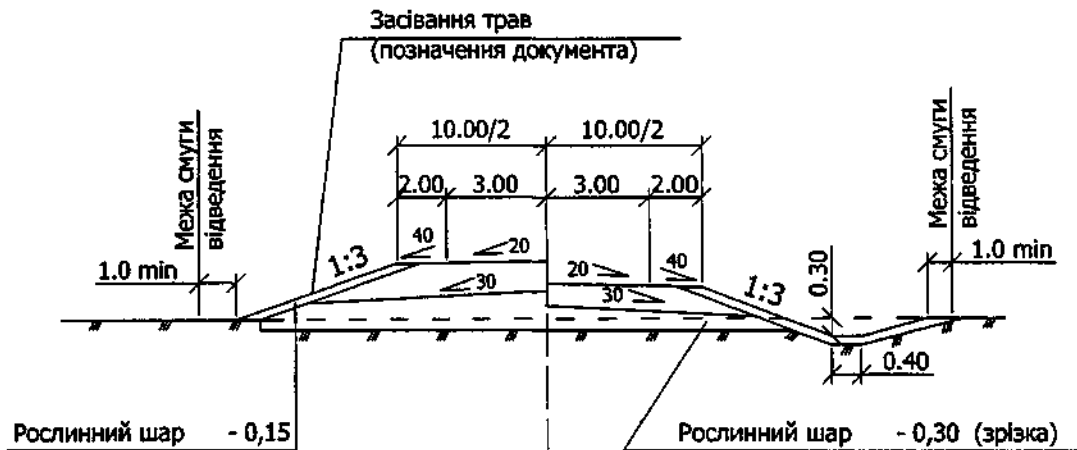 Засівання трав
(позначення документа)
10.00/2
10.00/2
Межа смуги
відведення
Межа смуги
відведення
2.00
3.00
3.00
2.00
1.0 min
1:3
40
20
30
20
40
30
1:3
0.30
1.0 min
0.40
Рослинний шар - 0,15
Рослинний шар - 0,30 (зрізка)